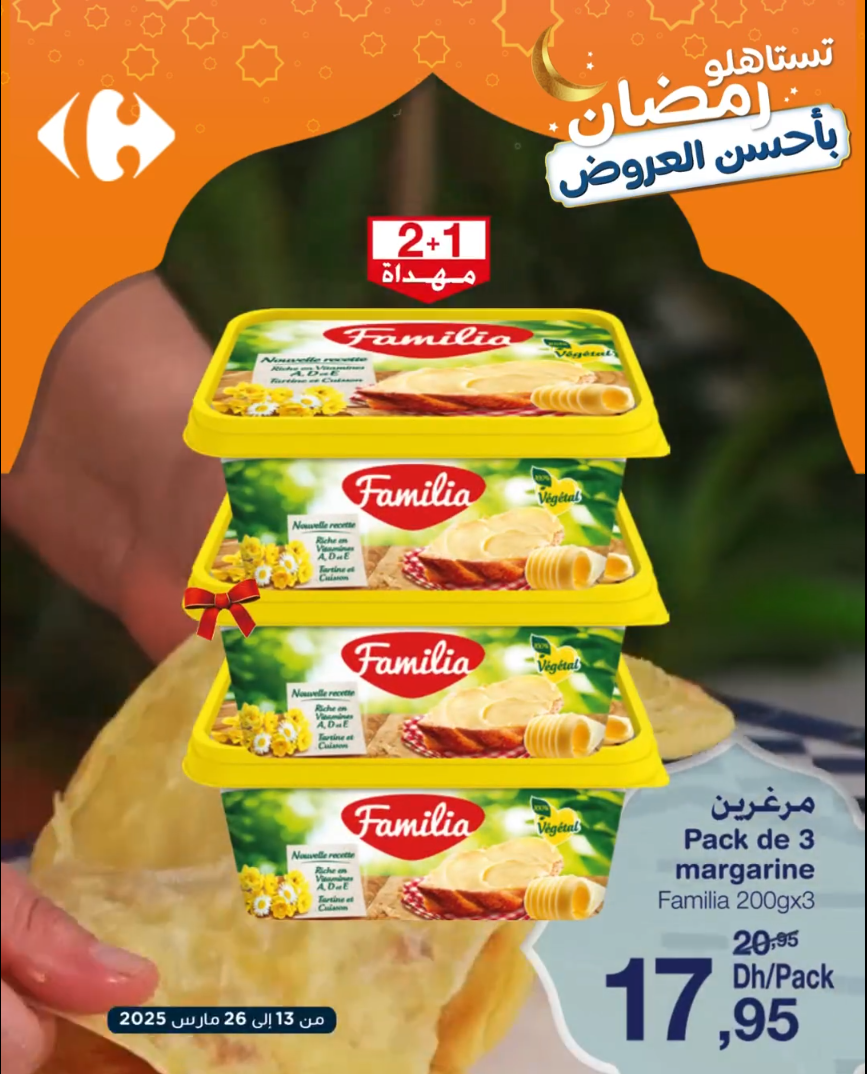 تستاهلو
رمضان
بأحسن العروض
2+1
مهداة
Familia
Végétal
Nouvelle recette
Riche en Vitamines
A, D et E
Tartine et Cuisson
Familia
100%
Végétal
Nouvelle recette
Riche en
Vitamines
A, D et E
Tartine et
Cuisson
Familia
100%
Végétal
Nouvelle recette
Riche en
Vitamines
A, D et E
Tartine et
Cuisson
Familia
100%
Végétal
Nouvelle recette
Riche en
Vitamines
A, D et E
Tartine et
Cuisson
مرغرين
Pack de 3
margarine
Familia 200gx3
20,95
17,95 Dh/Pack
من 13 إلى 26 مارس 2025